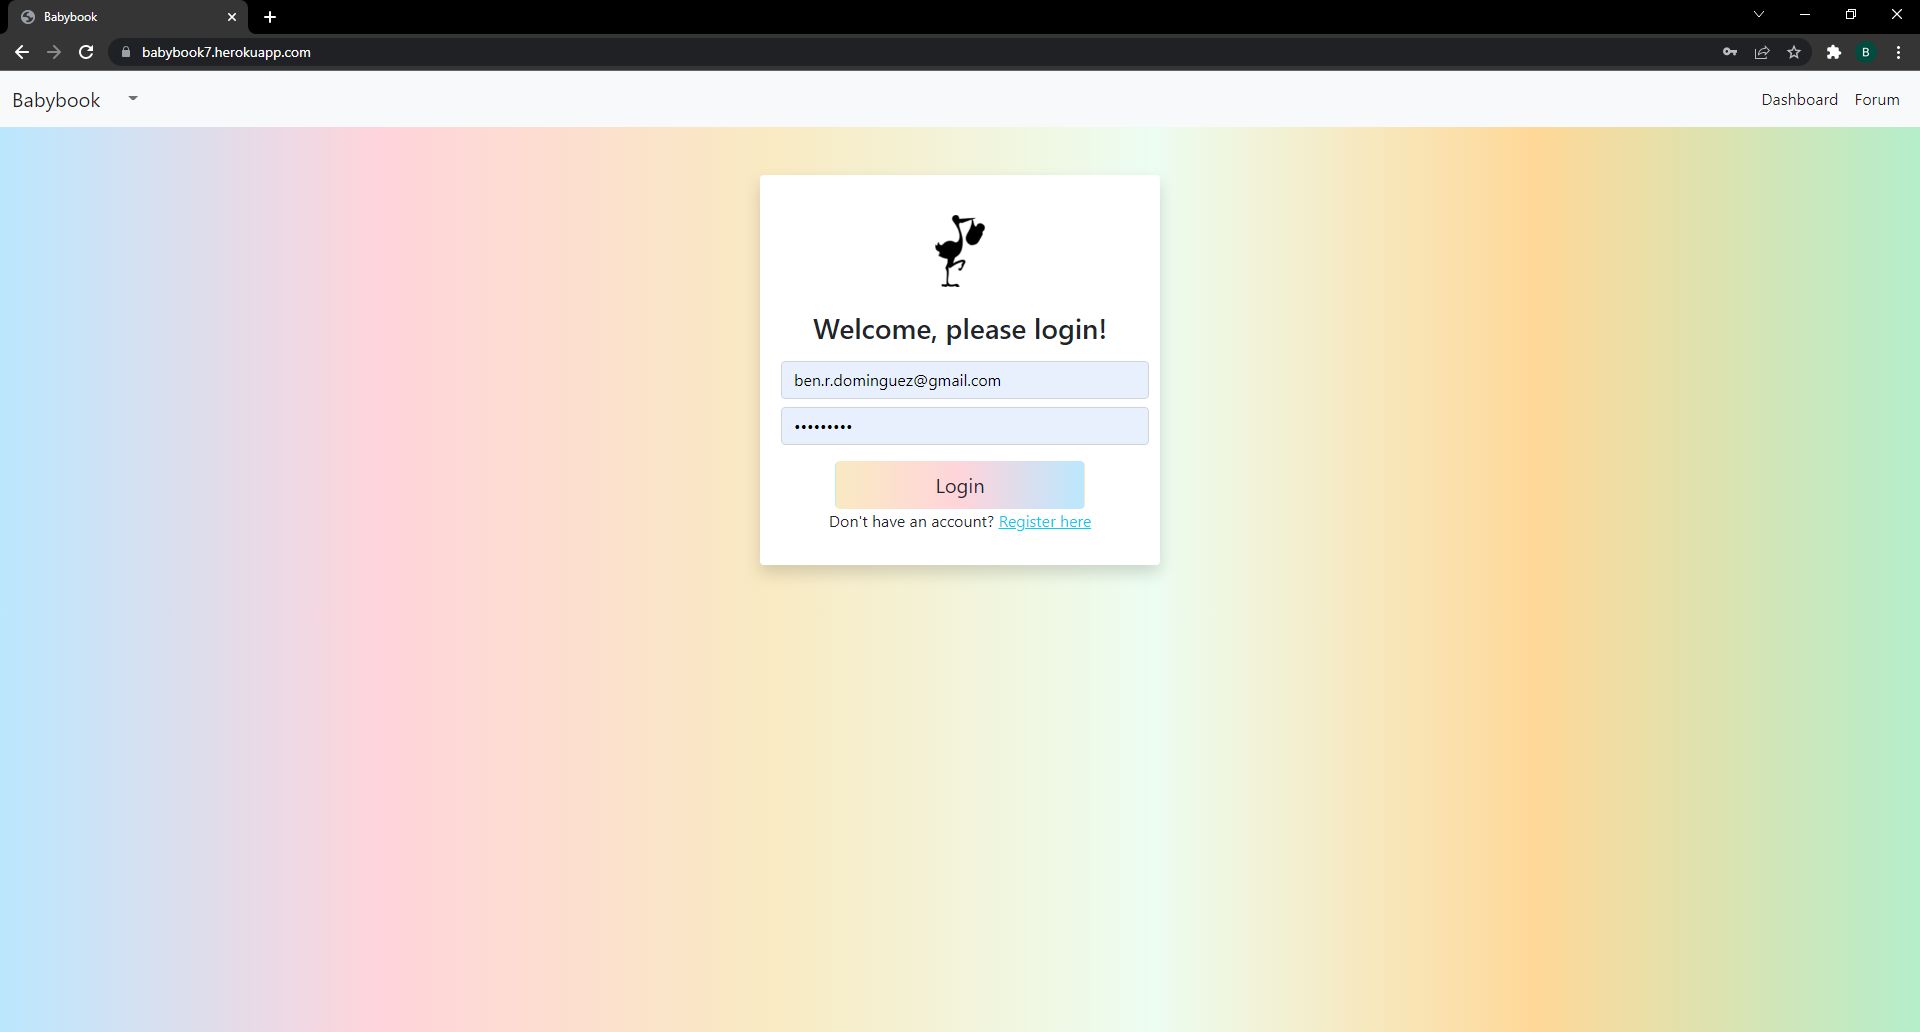 Babybook
babybook7.herokuapp.com
B
Babybook
Dashboard Forum
Welcome, please login!
ben.r.dominguez@gmail.com
•••••••••
Login
Don't have an account? Register here